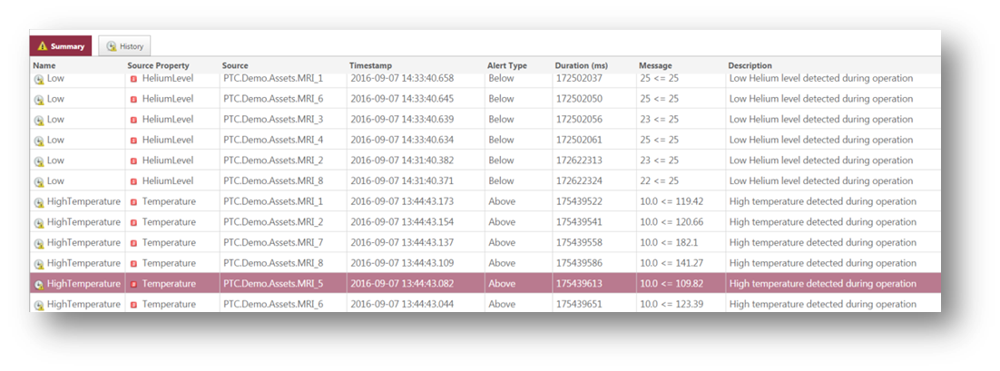 Summary History
Name Source Property Source Timestamp Alert Type Duration (ms) Message Description
Low HeliumLevel PTC.Demo.Assets.MRI_1 2016-09-07 14:33:40.658 Below 172502037 25 <= 25 Low Helium level detected during operation
Low HeliumLevel PTC.Demo.Assets.MRI_6 2016-09-07 14:33:40.645 Below 172502050 25 <= 25 Low Helium level detected during operation
Low HeliumLevel PTC.Demo.Assets.MRI_3 2016-09-07 14:33:40.639 Below 172502056 23 <= 25 Low Helium level detected during operation
Low HeliumLevel PTC.Demo.Assets.MRI_4 2016-09-07 14:33:40.634 Below 172502061 25 <= 25 Low Helium level detected during operation
Low HeliumLevel PTC.Demo.Assets.MRI_2 2016-09-07 14:31:40.382 Below 172622313 23 <= 25 Low Helium level detected during operation
Low HeliumLevel PTC.Demo.Assets.MRI_8 2016-09-07 14:31:40.371 Below 172622324 22 <= 25 Low Helium level detected during operation
HighTemperature Temperature PTC.Demo.Assets.MRI_1 2016-09-07 13:44:43.173 Above 175439522 10.0 <= 119.42 High temperature detected during operation
HighTemperature Temperature PTC.Demo.Assets.MRI_2 2016-09-07 13:44:43.154 Above 175439541 10.0 <= 120.66 High temperature detected during operation
HighTemperature Temperature PTC.Demo.Assets.MRI_7 2016-09-07 13:44:43.137 Above 175439558 10.0 <= 182.1 High temperature detected during operation
HighTemperature Temperature PTC.Demo.Assets.MRI_8 2016-09-07 13:44:43.109 Above 175439586 10.0 <= 141.27 High temperature detected during operation
HighTemperature Temperature PTC.Demo.Assets.MRI_5 2016-09-07 13:44:43.082 Above 175439613 10.0 <= 109.82 High temperature detected during operation
HighTemperature Temperature PTC.Demo.Assets.MRI_6 2016-09-07 13:44:43.044 Above 175439651 10.0 <= 123.39 High temperature detected during operation